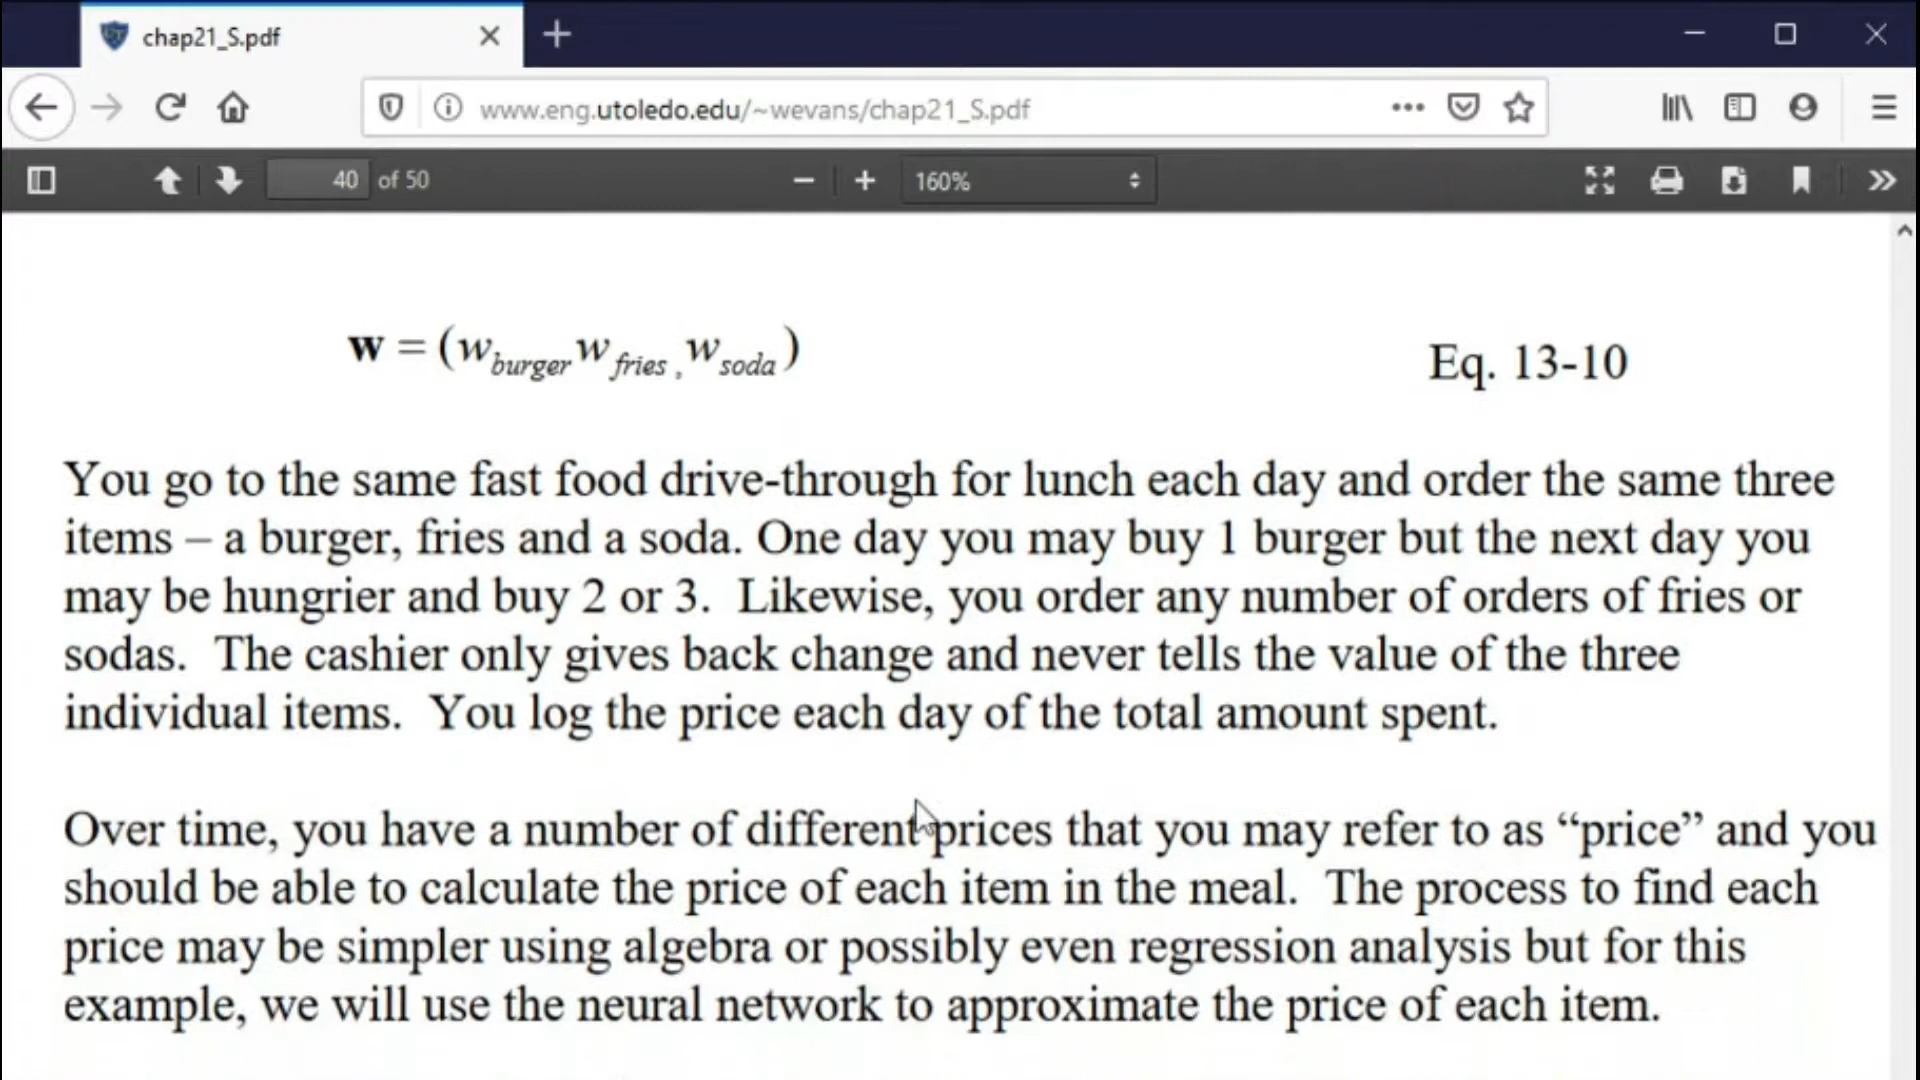 chap21_S.pdf
www.eng.utoledo.edu/~wevans/chap21_S.pdf
40 of 50
160%
w = (w burger w fries , w soda )
Eq. 13-10
You go to the same fast food drive-through for lunch each day and order the same three
items – a burger, fries and a soda. One day you may buy 1 burger but the next day you
may be hungrier and buy 2 or 3.  Likewise, you order any number of orders of fries or
sodas.  The cashier only gives back change and never tells the value of the three
individual items.  You log the price each day of the total amount spent.
Over time, you have a number of different prices that you may refer to as “price” and you
should be able to calculate the price of each item in the meal.  The process to find each
price may be simpler using algebra or possibly even regression analysis but for this
example, we will use the neural network to approximate the price of each item.